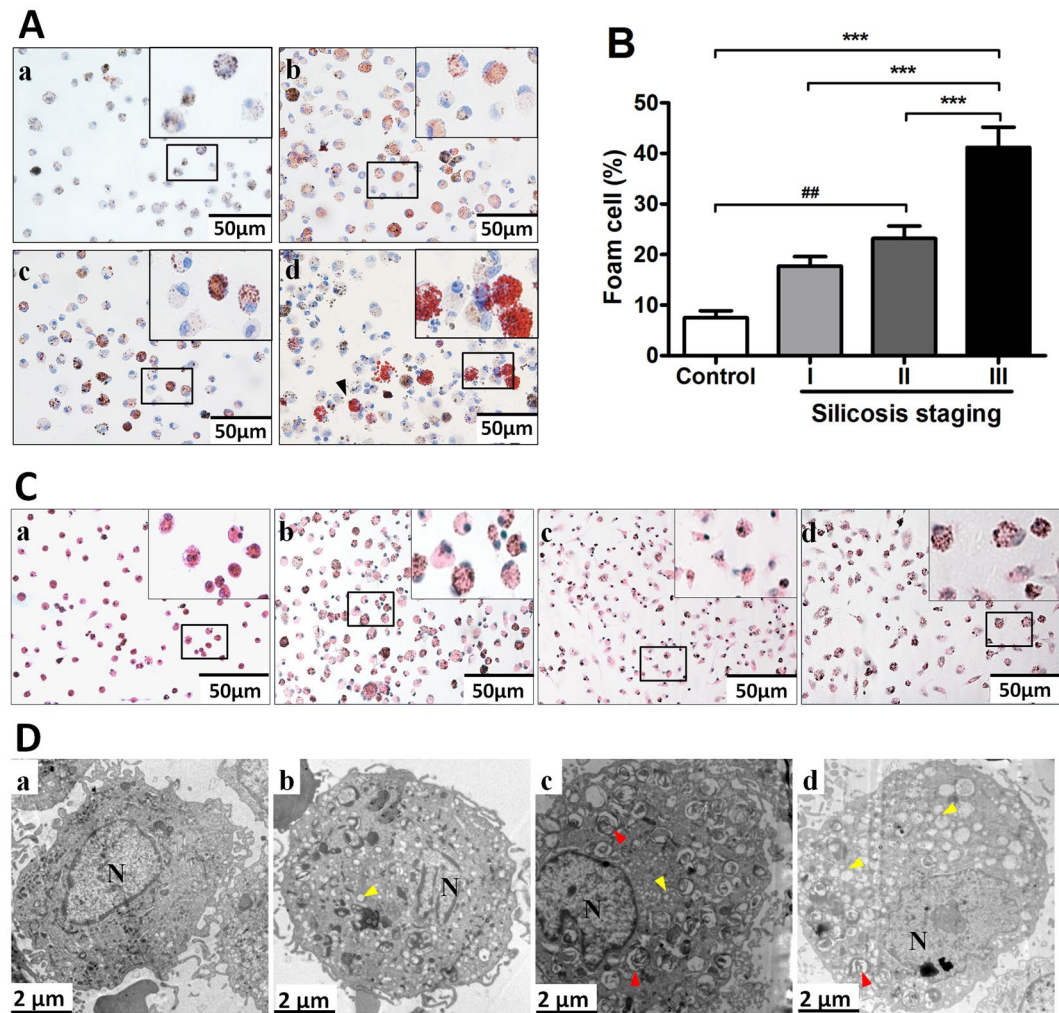 A
a
50μm
b
50μm
c
50μm
d
50μm
B
Foam cell (%)
50
40
30
20
10
0
***
***
***
##
Control
I
II
III
Silicosis staging
C
a
50μm
b
50μm
c
50μm
d
50μm
D
a
N
2 μm
b
N
2 μm
c
N
2 μm
d
N
2 μm